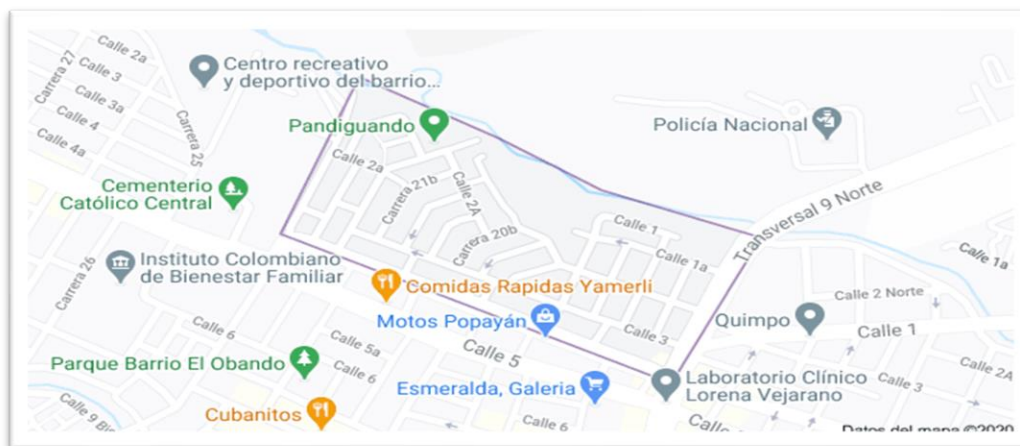 Calle 2a
Calle 3
Carrera 27
Calle 3a
Calle 4
Calle 4a
Carrera 25
Centro recreativo
y deportivo del barrio...
Pandiguando
Policía Nacional
Calle 2a
Carrera 21b
Calle 2A
Cementerio
Católico Central
Transversal 9 Norte
Calle 1
Carrera 20b
Calle 1a
Calle 1a
Instituto Colombiano
de Bienestar Familiar
Carrera 26
Comidas Rapidas Yamerli
Calle 2 Norte
Motos Popayán
Quimpo
Calle 1
Calle 6
Calle 5a
Calle 3
Calle 5
Parque Barrio El Obando
Calle 6
Esmeralda, Galeria
Laboratorio Clínico
Lorena Vejarano
Calle 3
Calle 2A
Cubanitos
Calle 6
Calle 9
Datos del mapa ©2020